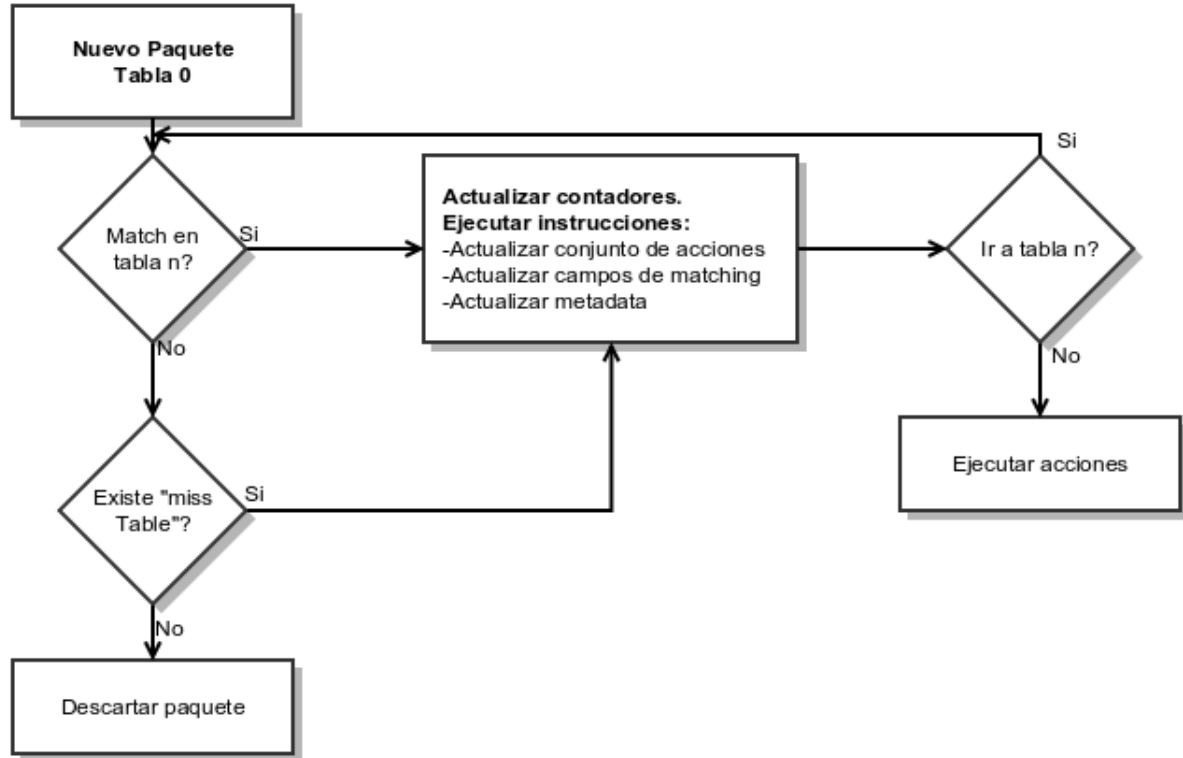 Nuevo Paquete
Tabla 0
Si
Match en
tabla n?
Si
Actualizar contadores.
Ejecutar instrucciones:
-Actualizar conjunto de acciones
-Actualizar campos de matching
-Actualizar metadata
Ir a tabla n?
No
No
Existe "miss
Table"?
Si
Ejecutar acciones
No
Descartar paquete